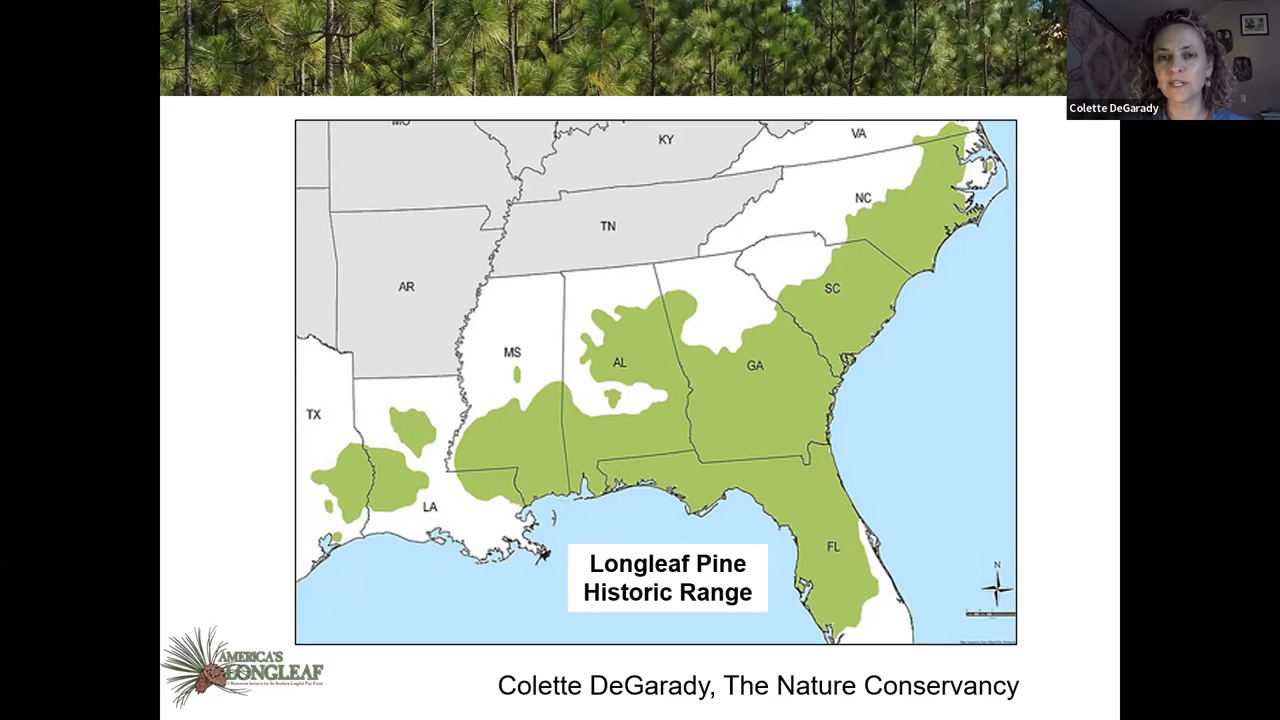 Colette DeGarady
MO
KY
VA
NC
TN
AR
SC
MS
AL
GA
TX
LA
FL
N
Longleaf Pine
Historic Range
AMERICA'S
LONGLEAF
Colette DeGarady, The Nature Conservancy